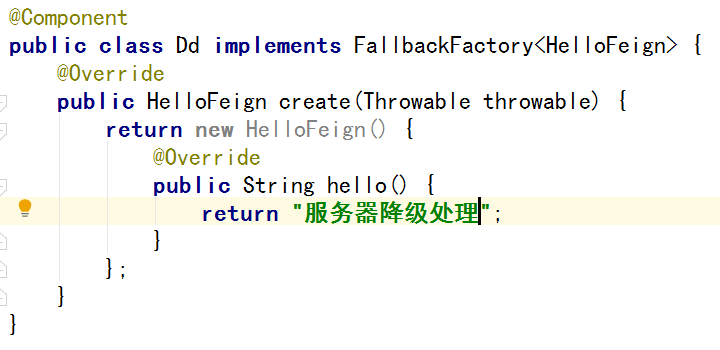 @Component
public class Dd implements FallbackFactory<HelloFeign> {
    @Override
    public HelloFeign create(Throwable throwable) {
        return new HelloFeign() {
            @Override
            public String hello() {
                return "服务器降级处理";
            }
        };
    }
}